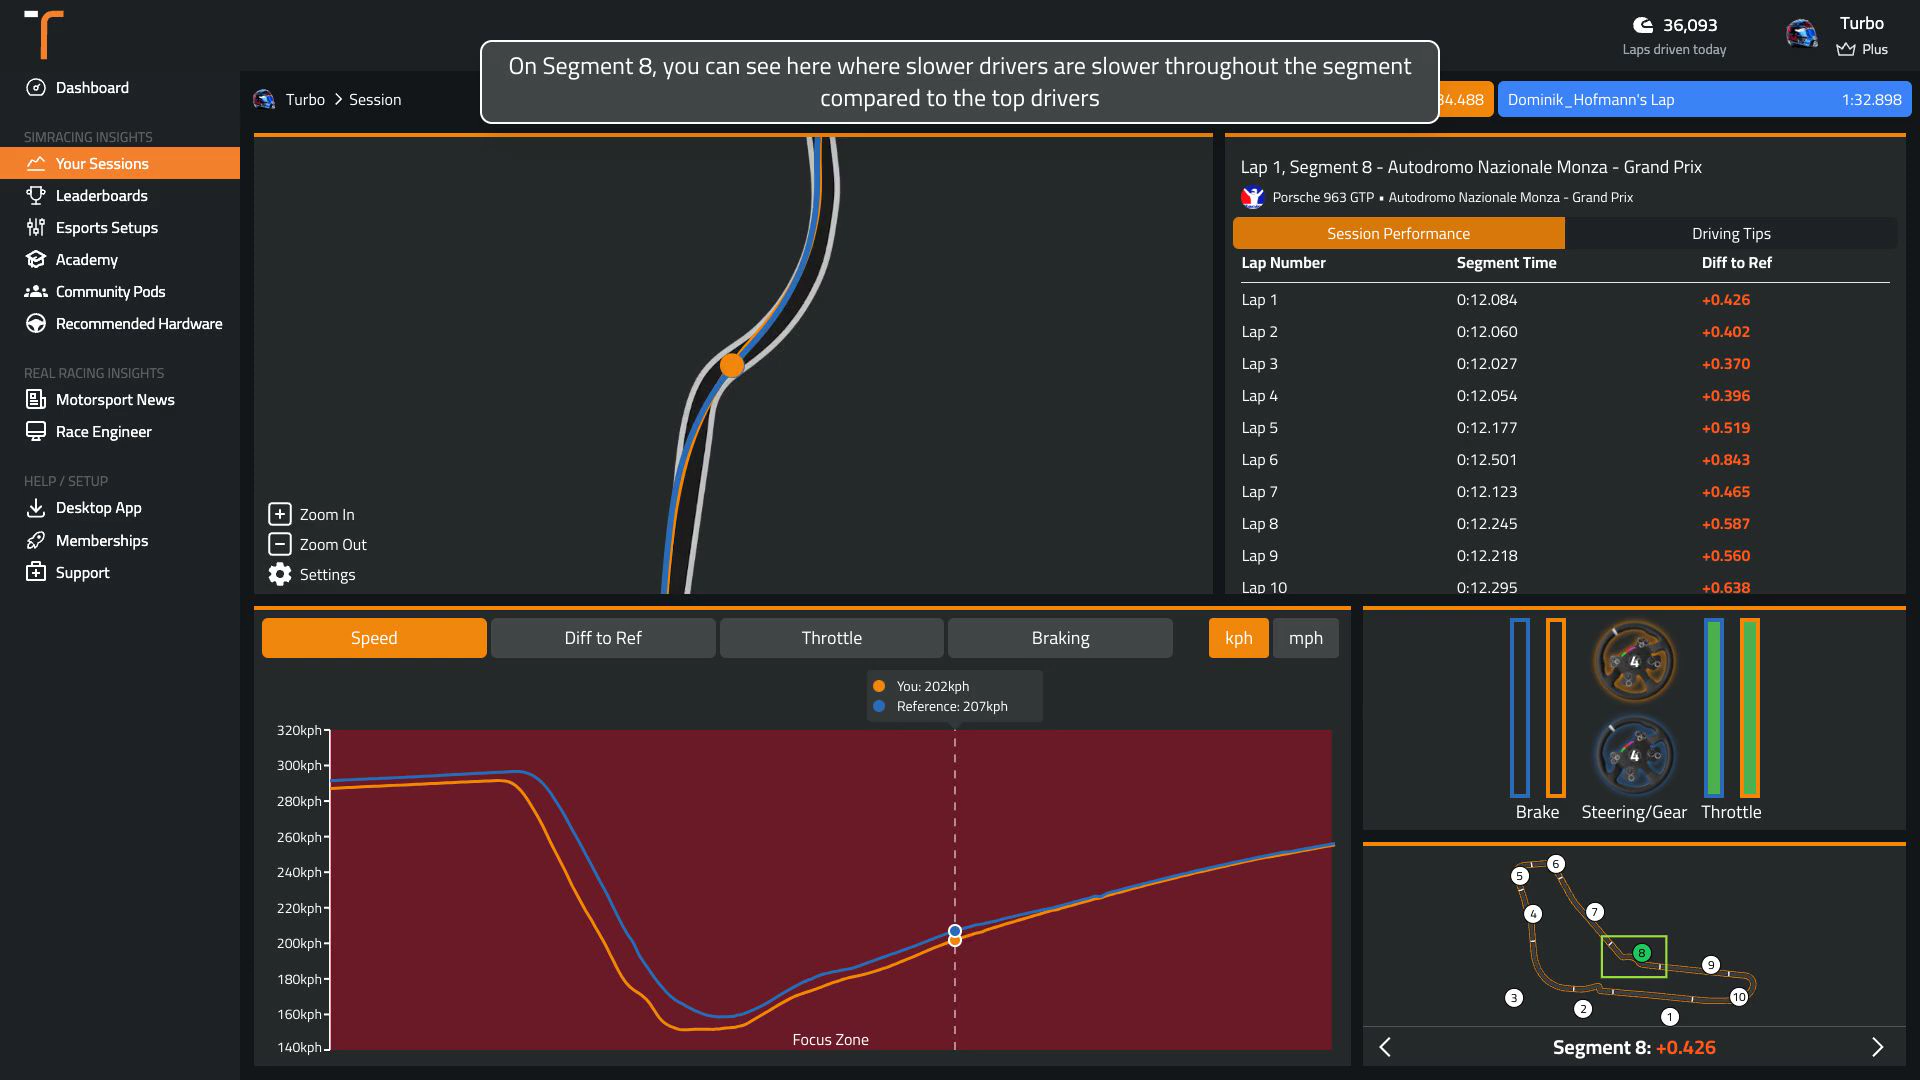 36,093
Laps driven today
Turbo
Plus
On Segment 8, you can see here where slower drivers are slower throughout the segment
compared to the top drivers
Dashboard
SIMRACING INSIGHTS
Your Sessions
Leaderboards
Esports Setups
Academy
Community Pods
Recommended Hardware
REAL RACING INSIGHTS
Motorsport News
Race Engineer
HELP / SETUP
Desktop App
Memberships
Support
Turbo > Session
34.488
Dominik_Hofmann's Lap 1:32.898
Zoom In
Zoom Out
Settings
Lap 1, Segment 8 - Autodromo Nazionale Monza - Grand Prix
Porsche 963 GTP • Autodromo Nazionale Monza - Grand Prix
Session Performance Driving Tips
Lap Number Segment Time Diff to Ref
Lap 1 0:12.084 +0.426
Lap 2 0:12.060 +0.402
Lap 3 0:12.027 +0.370
Lap 4 0:12.054 +0.396
Lap 5 0:12.177 +0.519
Lap 6 0:12.501 +0.843
Lap 7 0:12.123 +0.465
Lap 8 0:12.245 +0.587
Lap 9 0:12.218 +0.560
Lap 10 0:12.295 +0.638
Speed Diff to Ref Throttle Braking kph mph
You: 202kph
Reference: 207kph
320kph
300kph
280kph
260kph
240kph
220kph
200kph
180kph
160kph
140kph
Focus Zone
4
4
Brake Steering/Gear Throttle
6
5
4
7
8
9
3
2
10
1
Segment 8: +0.426